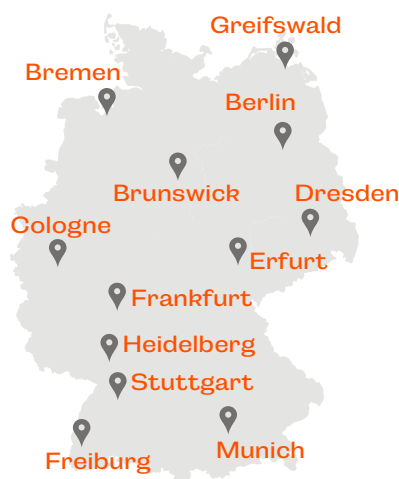 Greifswald
Bremen
Berlin
Brunswick
Dresden
Cologne
Erfurt
Frankfurt
Heidelberg
Stuttgart
Munich
Freiburg